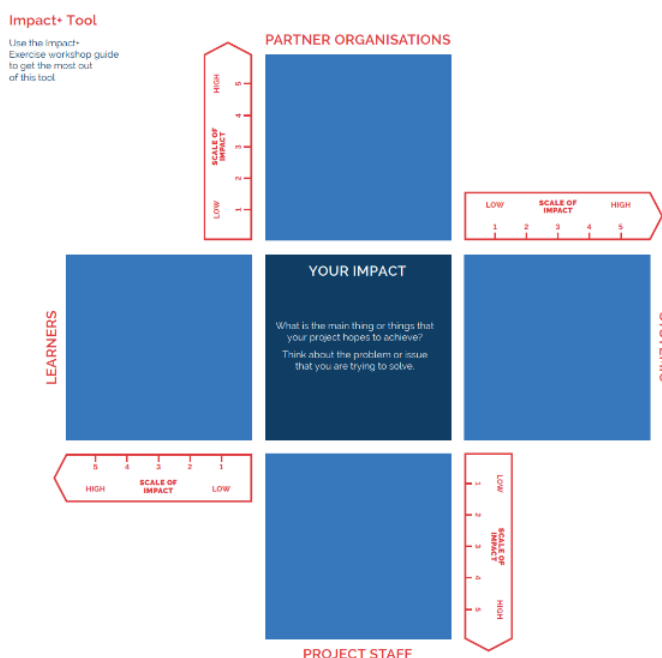 Impact+ Tool
Use the Impact+
Exercise workshop guide
to get the most out
of this tool
PARTNER ORGANISATIONS
HIGH
SCALE OF
IMPACT
LOW
5
4
3
2
1
LOW
SCALE OF
IMPACT
HIGH
1
2
3
4
5
LEARNERS
YOUR IMPACT
What is the main thing or things that
your project hopes to achieve?
Think about the problem or issue
that you are trying to solve.
5
4
3
2
1
HIGH
SCALE OF
IMPACT
LOW
LOW
SCALE OF
IMPACT
HIGH
1
2
3
4
5
PROJECT STAFF